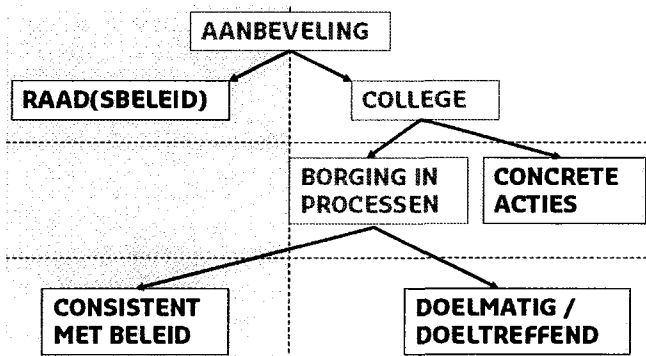 AANBEVELING
RAAD(SBELEID)
COLLEGE
BORGING IN
PROCESSEN
CONCRETE
ACTIES
CONSISTENT
MET BELEID
DOELMATIG /
DOELTREFFEND